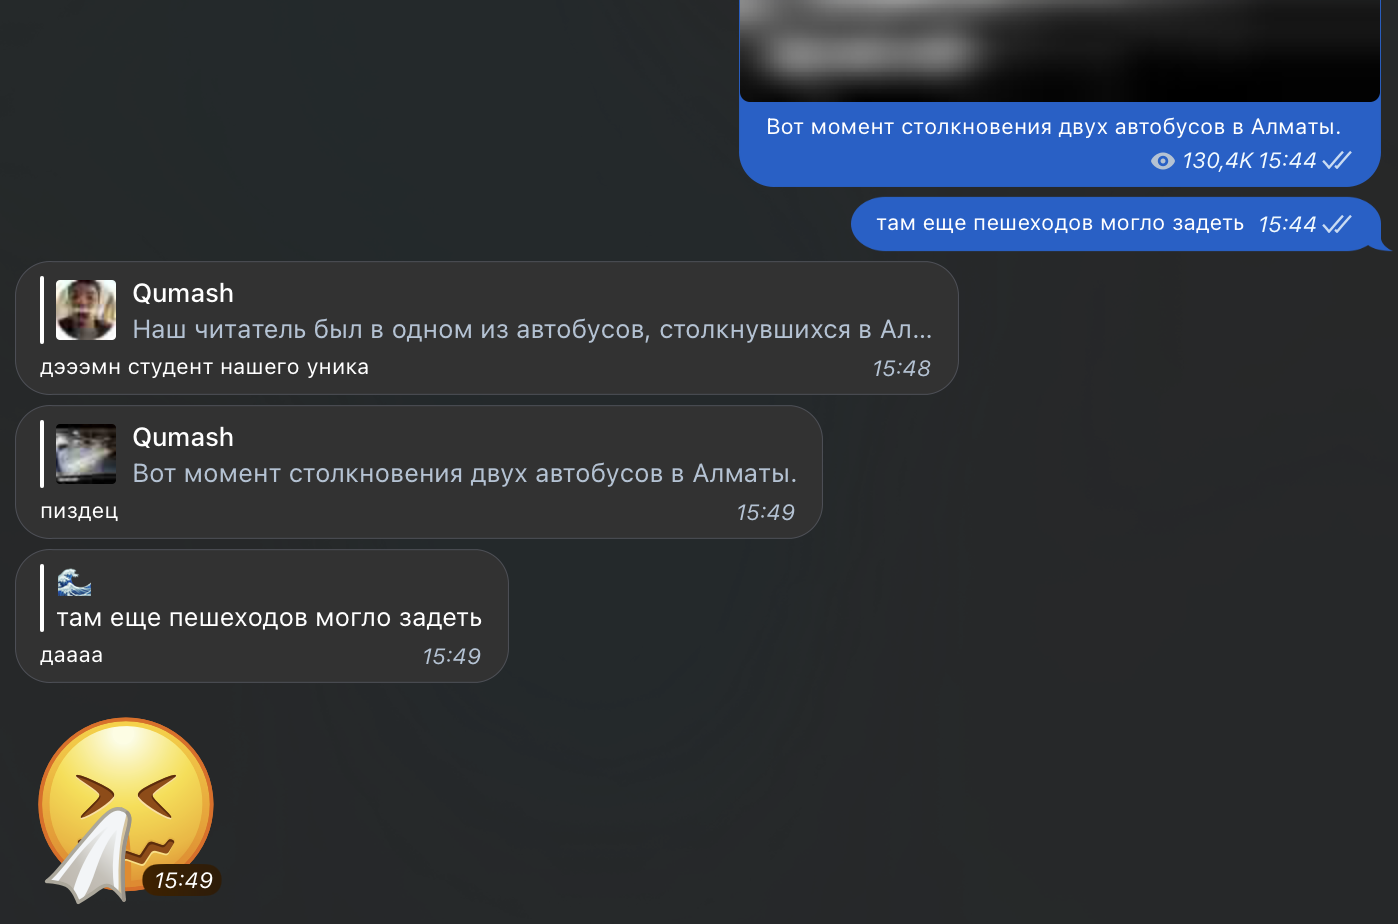 Вот момент столкновения двух автобусов в Алматы.
130,4K 15:44
там еще пешеходов могло задеть 15:44
Qumash
Наш читатель был в одном из автобусов, столкнувшихся в Ал...
дэээмн студент нашего уника 15:48
Qumash
Вот момент столкновения двух автобусов в Алматы.
пиздец 15:49
🌊
там еще пешеходов могло задеть
даааа 15:49
15:49